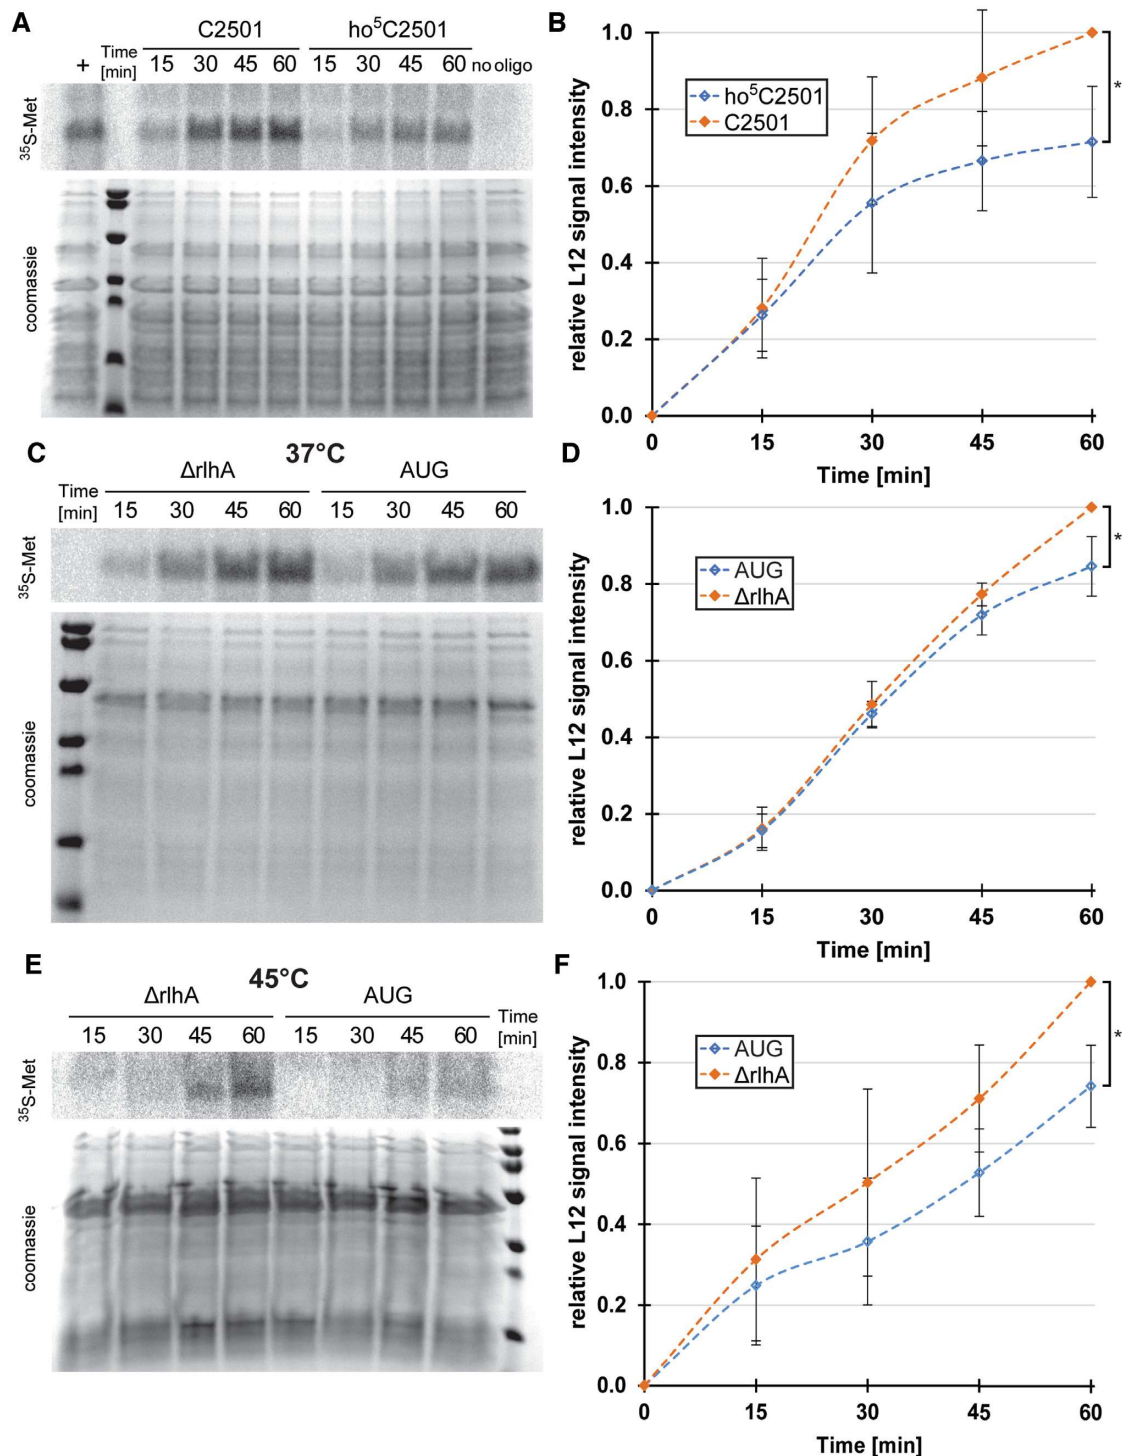 A
C2501 ho⁵C2501
+ Time [min] 15 30 45 60 15 30 45 60 no oligo
³⁵S-Met
coomassie
B
relative L12 signal intensity
1.0
0.8
0.6
0.4
0.2
0.0
ho⁵C2501
C2501
*
0 15 30 45 60
Time [min]
C
37°C
ΔrlhA AUG
Time [min] 15 30 45 60 15 30 45 60
³⁵S-Met
coomassie
D
relative L12 signal intensity
1.0
0.8
0.6
0.4
0.2
0.0
AUG
ΔrlhA
*
0 15 30 45 60
Time [min]
E
45°C
ΔrlhA AUG
15 30 45 60 15 30 45 60 Time [min]
³⁵S-Met
coomassie
F
relative L12 signal intensity
1.0
0.8
0.6
0.4
0.2
0.0
AUG
ΔrlhA
*
0 15 30 45 60
Time [min]